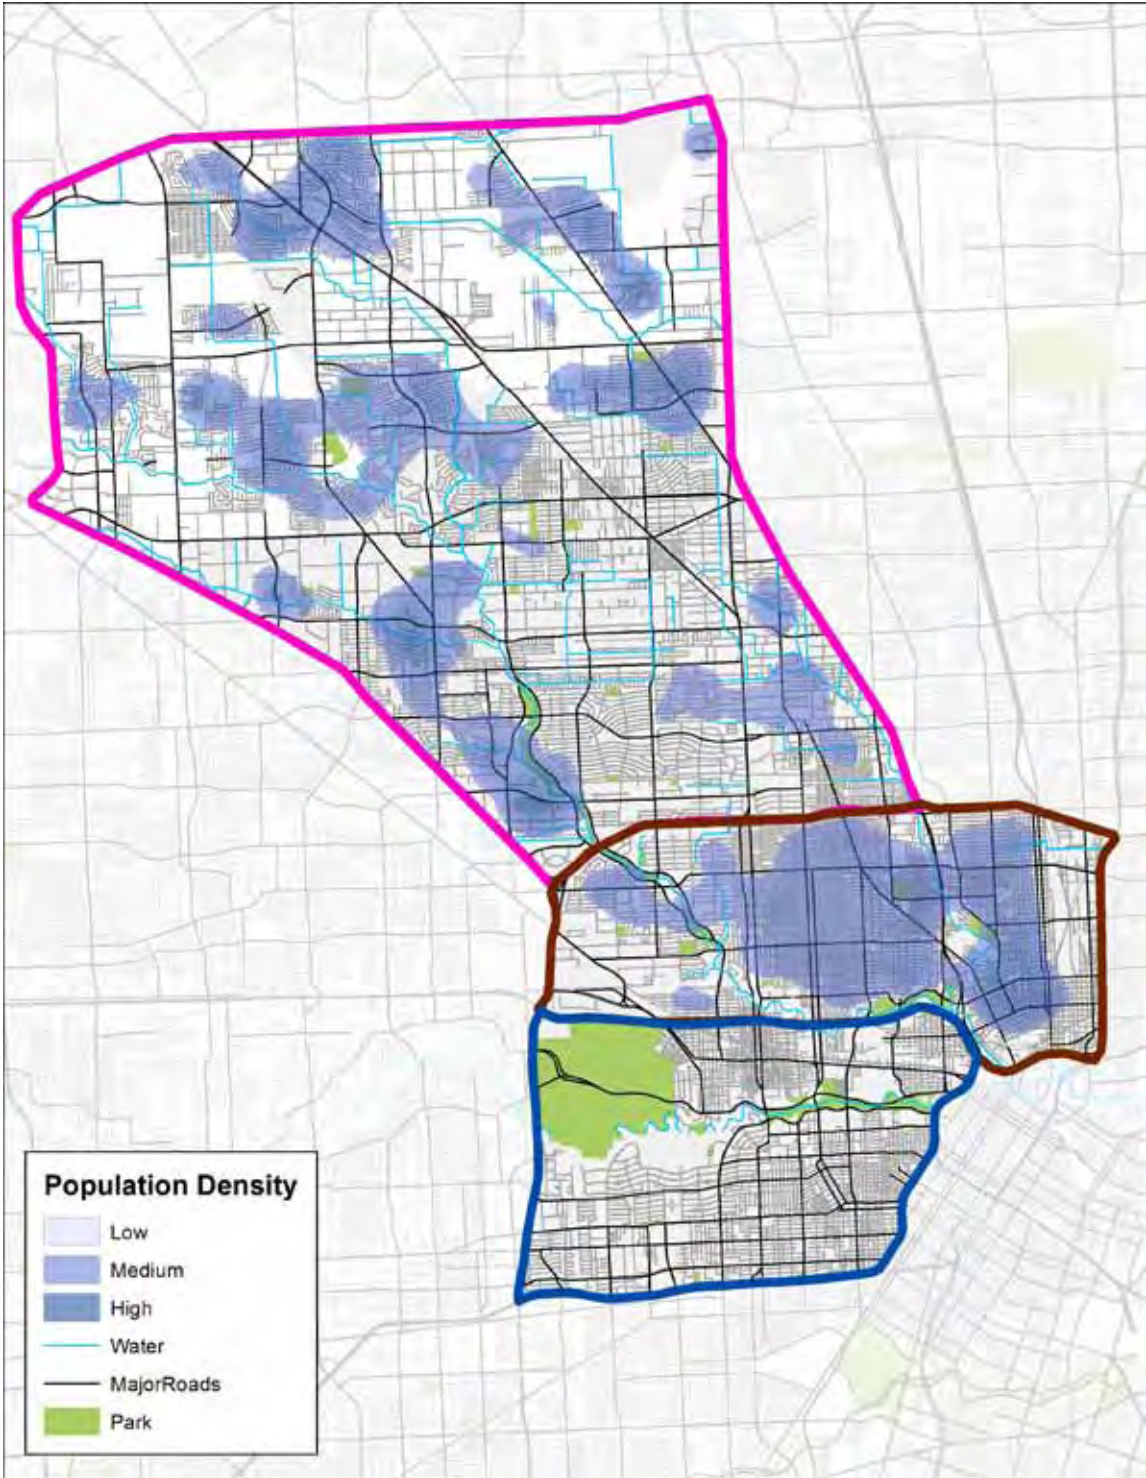 Population Density
Low
Medium
High
Water
MajorRoads
Park